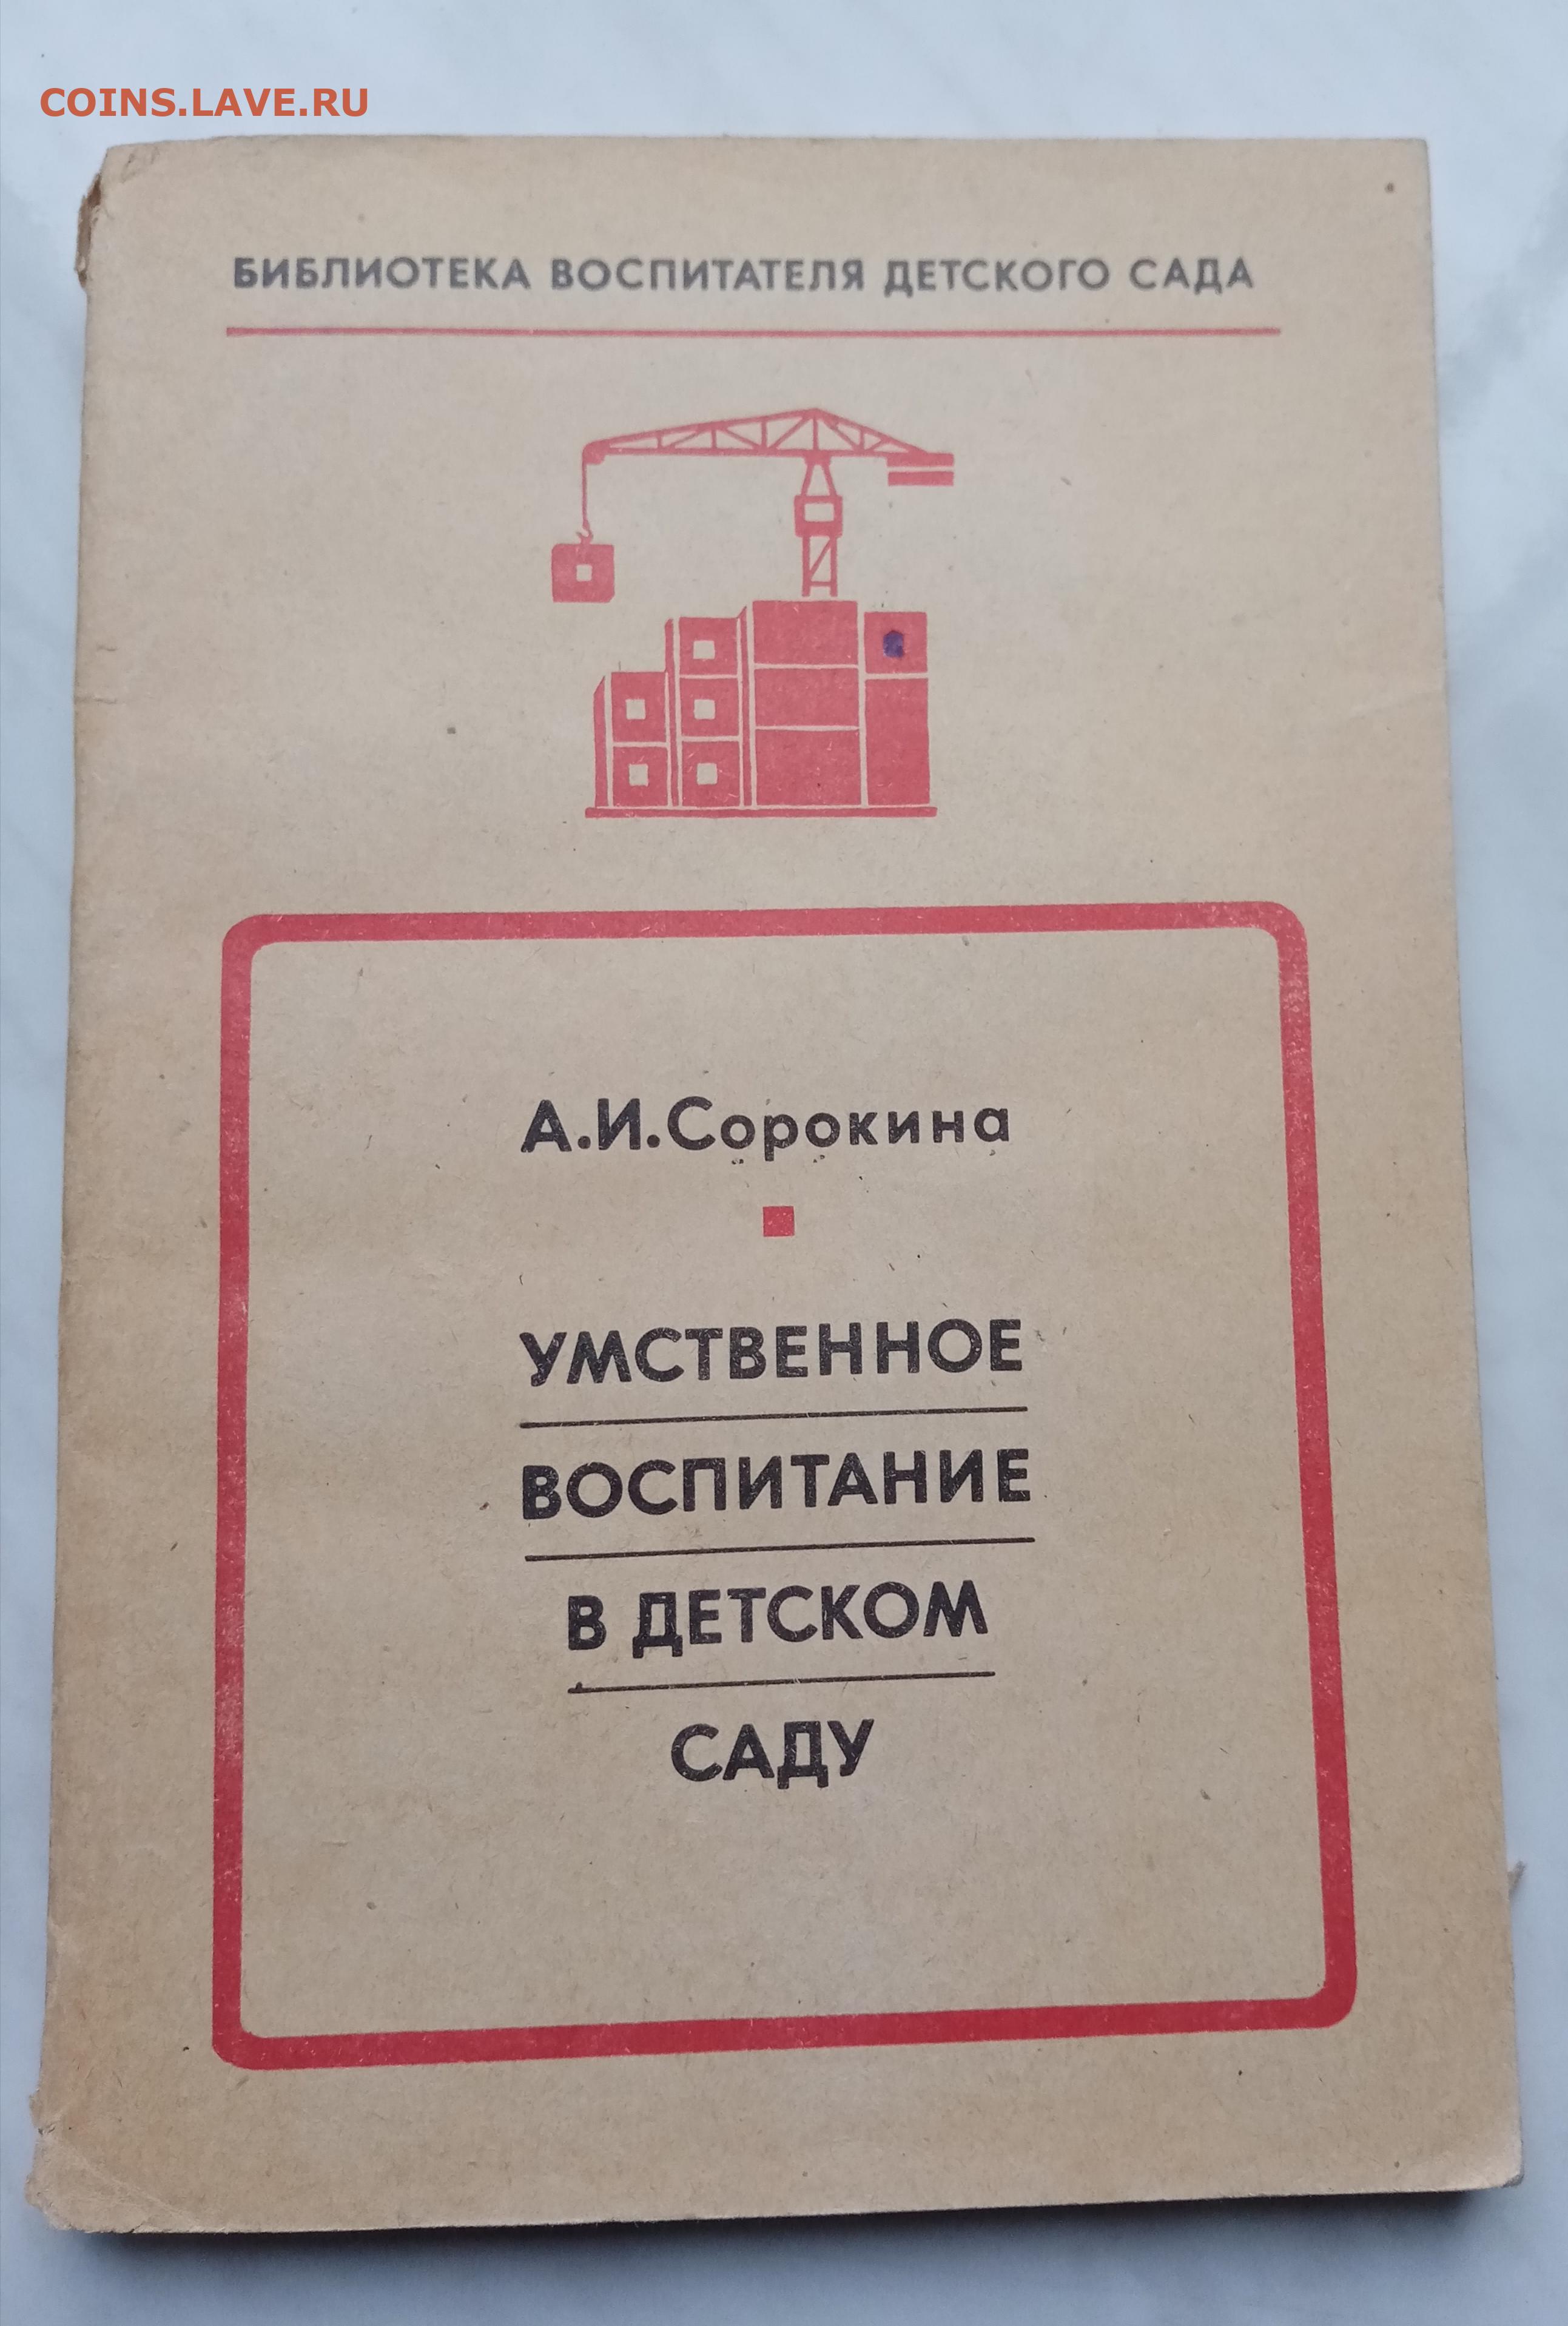 COINS.LAVE.RU
БИБЛИОТЕКА ВОСПИТАТЕЛЯ ДЕТСКОГО САДА
А.И.Сорокина
УМСТВЕННОЕ
ВОСПИТАНИЕ
В ДЕТСКОМ
САДУ